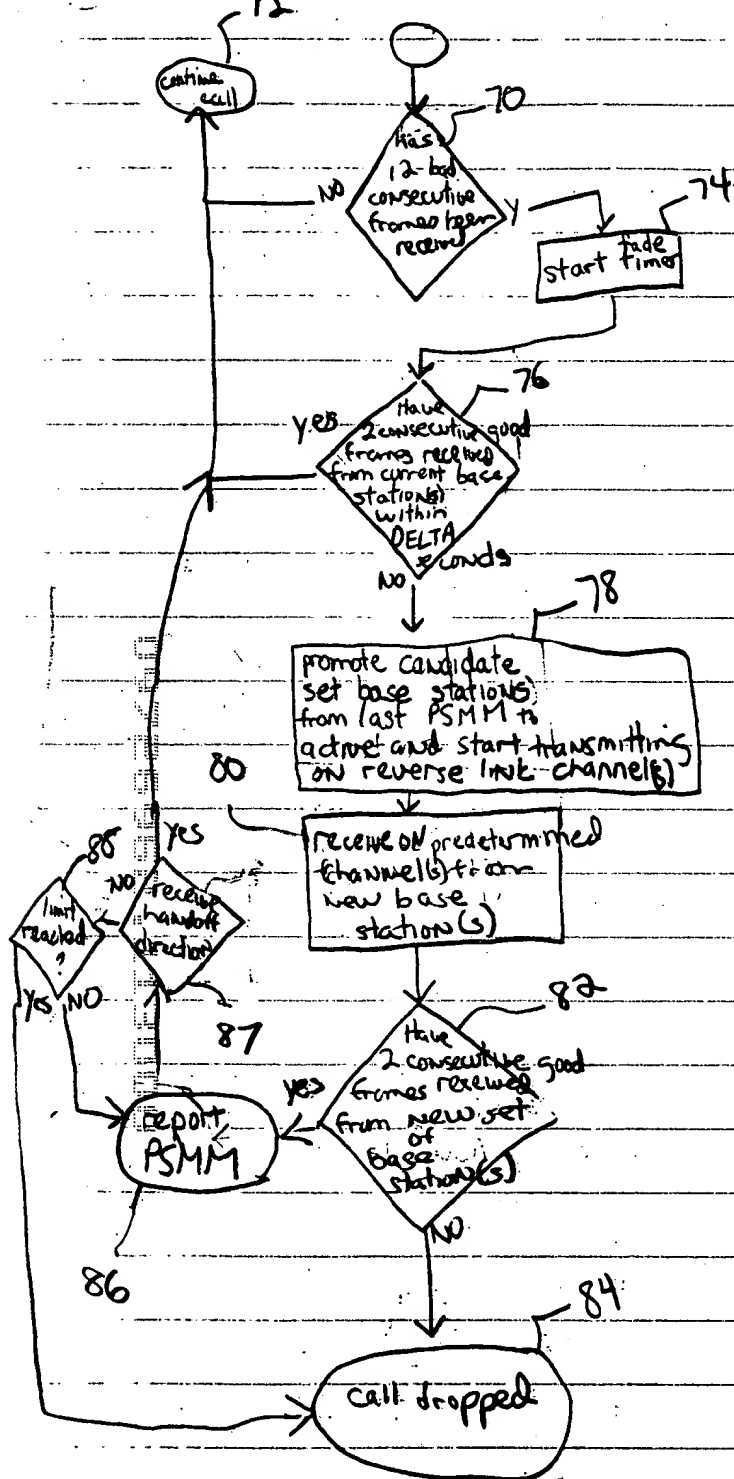 72
continue
call
70
Has
12 bad
consecutive
frames been
received
NO
Y
74
start fade
timer
76
yes
Have
2 consecutive good
frames received
from current base
station(s)
within
DELTA
seconds
NO
78
promote candidate
set base station(s)
from last PSMM to
active and start transmitting
on reverse link channel(s)
80
receive on predetermined
channel(s) from
new base
station(s)
88
limit
reached
?
yes
NO
yes
NO
receive
handoff
direction
87
82
Have
2 consecutive good
frames received
from new set
of
base
station(s)
yes
NO
report
PSMM
86
84
call dropped